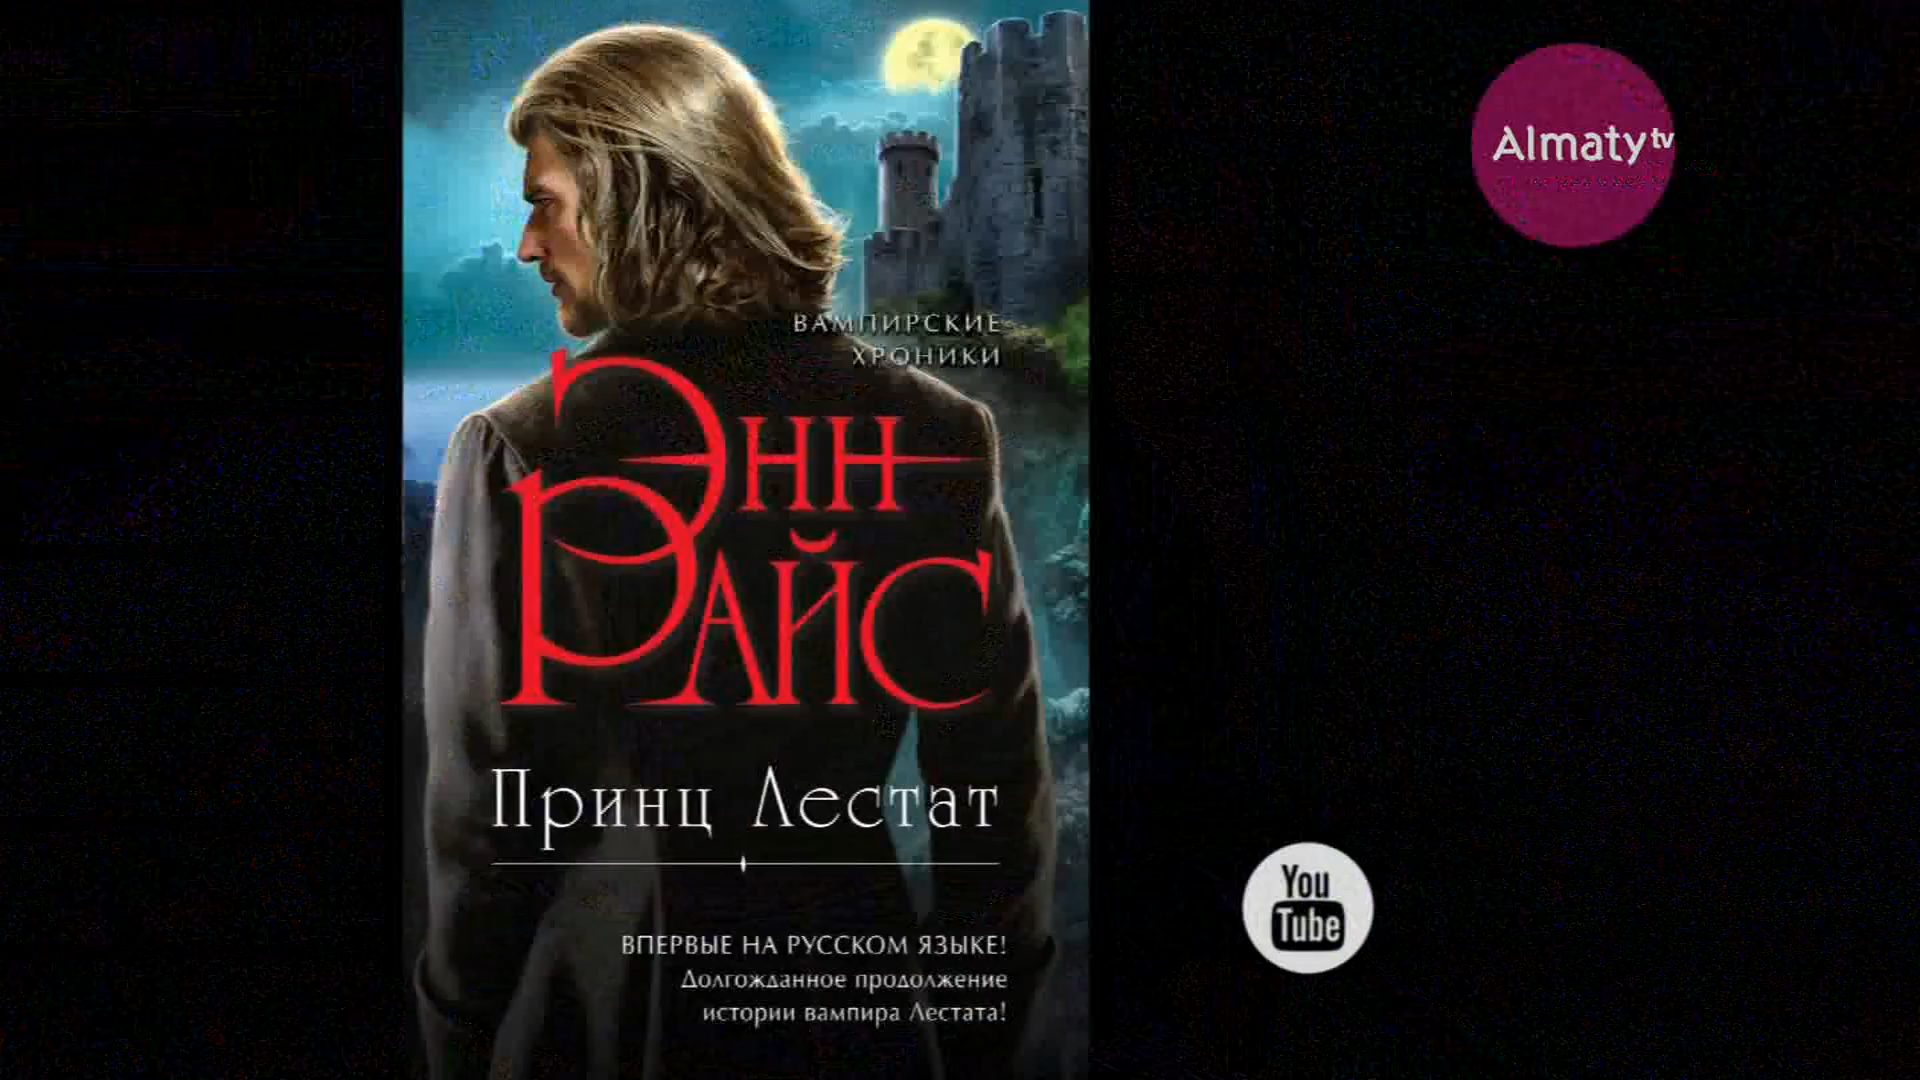 Almaty tv
ВАМПИРСКИЕ
ХРОНИКИ
ЭНН
РАЙС
Принц Лестат
ВПЕРВЫЕ НА РУССКОМ ЯЗЫКЕ!
Долгожданное продолжение
истории вампира Лестата!
You
Tube